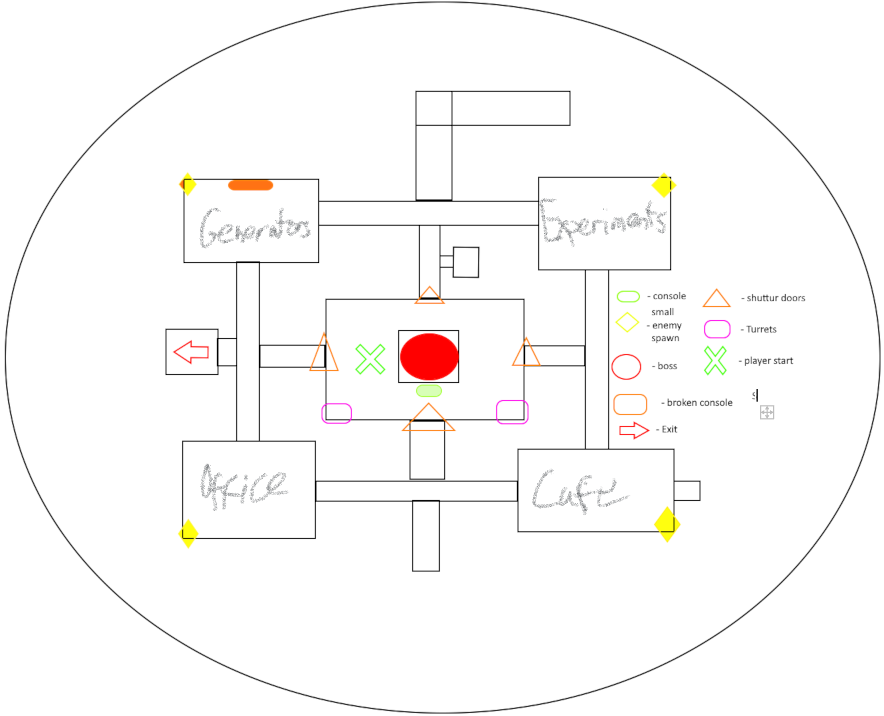 Generators
Experiments
- console
- shuttur doors
small
- enemy
spawn
- Turrets
- boss
- player start
- broken console
s
- Exit
Office
Cafe